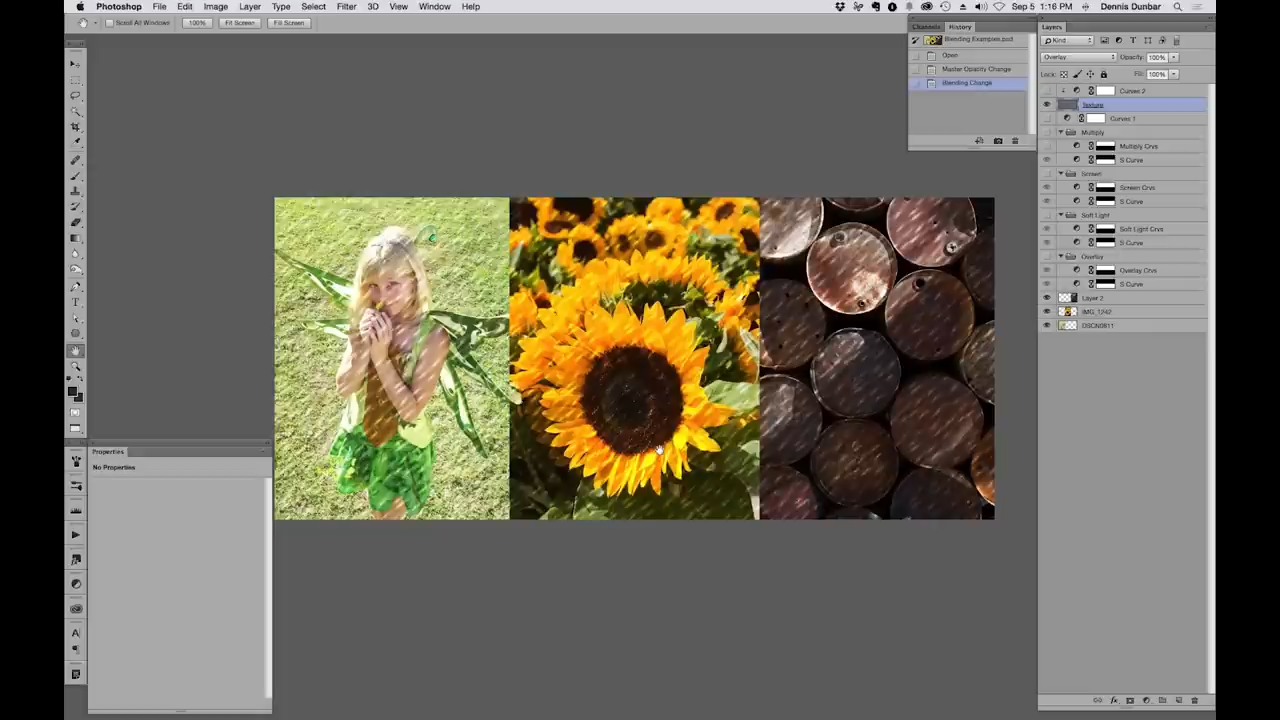 Photoshop File Edit Image Layer Type Select Filter 3D View Window Help Sep 5 1:16 PM Dennis Dunbar
Scroll All Windows 100% Fit Screen Fill Screen
Channels History
Blending Examples.psd
Open
Master Opacity Change
Blending Change
Layers
Kind
Overlay Opacity: 100%
Lock: Fill: 100%
Curves 2
Texture
Curves 1
Multiply
Multiply Crvs
S Curve
Screen
Screen Crvs
S Curve
Soft Light
Soft Light Crvs
S Curve
Overlay
Overlay Crvs
S Curve
Layer 2
IMG_1242
DSCN0811
Properties
No Properties